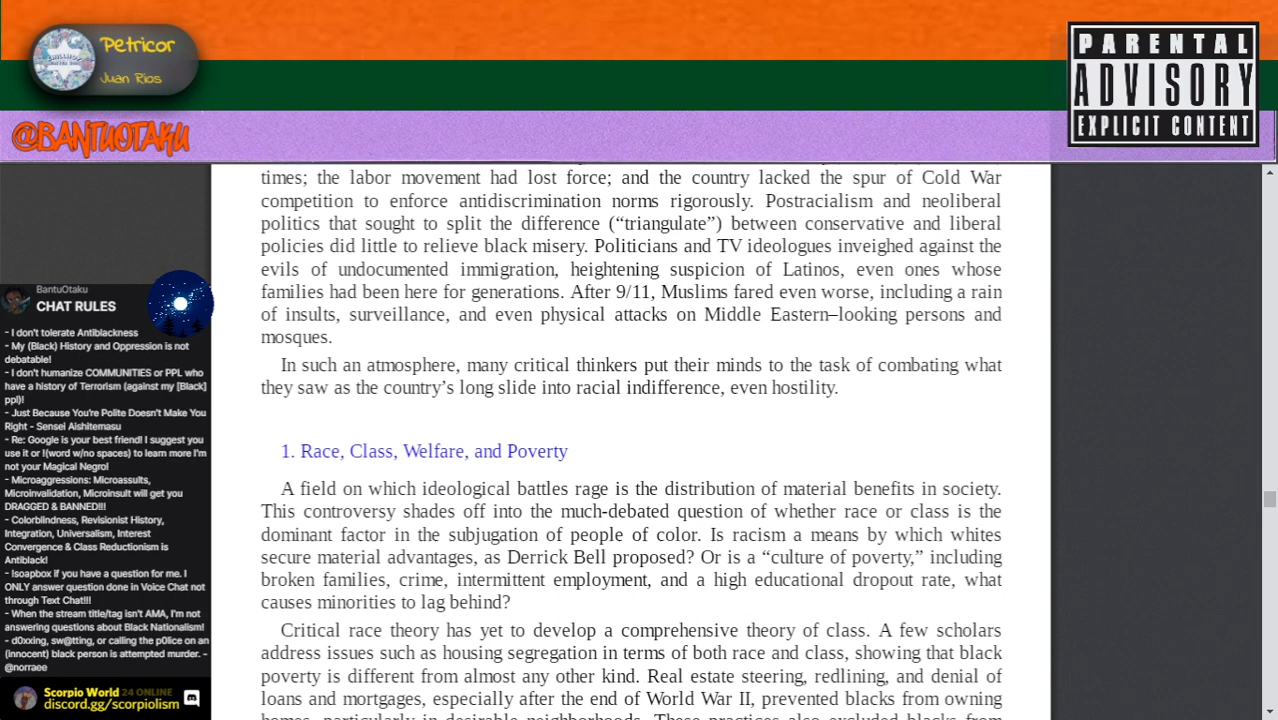 Petricor
Juan Rios
PARENTAL
ADVISORY
EXPLICIT CONTENT
@BANTUOTAKU
BantuOtaku
CHAT RULES
- I don't tolerate Antiblackness
- My (Black) History and Oppression is not
debatable!
- I don't humanize COMMUNITIES or PPL who
have a history of Terrorism (against my [Black]
ppl)!
- Just Because You're Polite Doesn't Make You
Right - Sensei Aishitemasu
- Re: Google is your best friend! I suggest you
use it or !(word w/no spaces) to learn more I'm
not your Magical Negro!
- Microaggressions: Microassults,
Microinvalidation, Microinsult will get you
DRAGGED & BANNED!!!
- Colorblindness, Revisionist History,
Integration, Universalism, Interest
Convergence & Class Reductionism is
Antiblack!
- !soapbox if you have a question for me. I
ONLY answer question done in Voice Chat not
through Text Chat!!!
- When the stream title/tag isn't AMA, I'm not
answering questions about Black Nationalism!
- d0xxing, sw@tting, or calling the p0lice on an
(innocent) black person is attempted murder. -
@norraee
Scorpio World 24 ONLINE
discord.gg/scorpiolism
times; the labor movement had lost force; and the country lacked the spur of Cold War
competition to enforce antidiscrimination norms rigorously. Postracialism and neoliberal
politics that sought to split the difference (“triangulate”) between conservative and liberal
policies did little to relieve black misery. Politicians and TV ideologues inveighed against the
evils of undocumented immigration, heightening suspicion of Latinos, even ones whose
families had been here for generations. After 9/11, Muslims fared even worse, including a rain
of insults, surveillance, and even physical attacks on Middle Eastern–looking persons and
mosques.
In such an atmosphere, many critical thinkers put their minds to the task of combating what
they saw as the country’s long slide into racial indifference, even hostility.
1. Race, Class, Welfare, and Poverty
A field on which ideological battles rage is the distribution of material benefits in society.
This controversy shades off into the much-debated question of whether race or class is the
dominant factor in the subjugation of people of color. Is racism a means by which whites
secure material advantages, as Derrick Bell proposed? Or is a “culture of poverty,” including
broken families, crime, intermittent employment, and a high educational dropout rate, what
causes minorities to lag behind?
Critical race theory has yet to develop a comprehensive theory of class. A few scholars
address issues such as housing segregation in terms of both race and class, showing that black
poverty is different from almost any other kind. Real estate steering, redlining, and denial of
loans and mortgages, especially after the end of World War II, prevented blacks from owning
homes, particularly in desirable neighborhoods. These practices also excluded blacks from